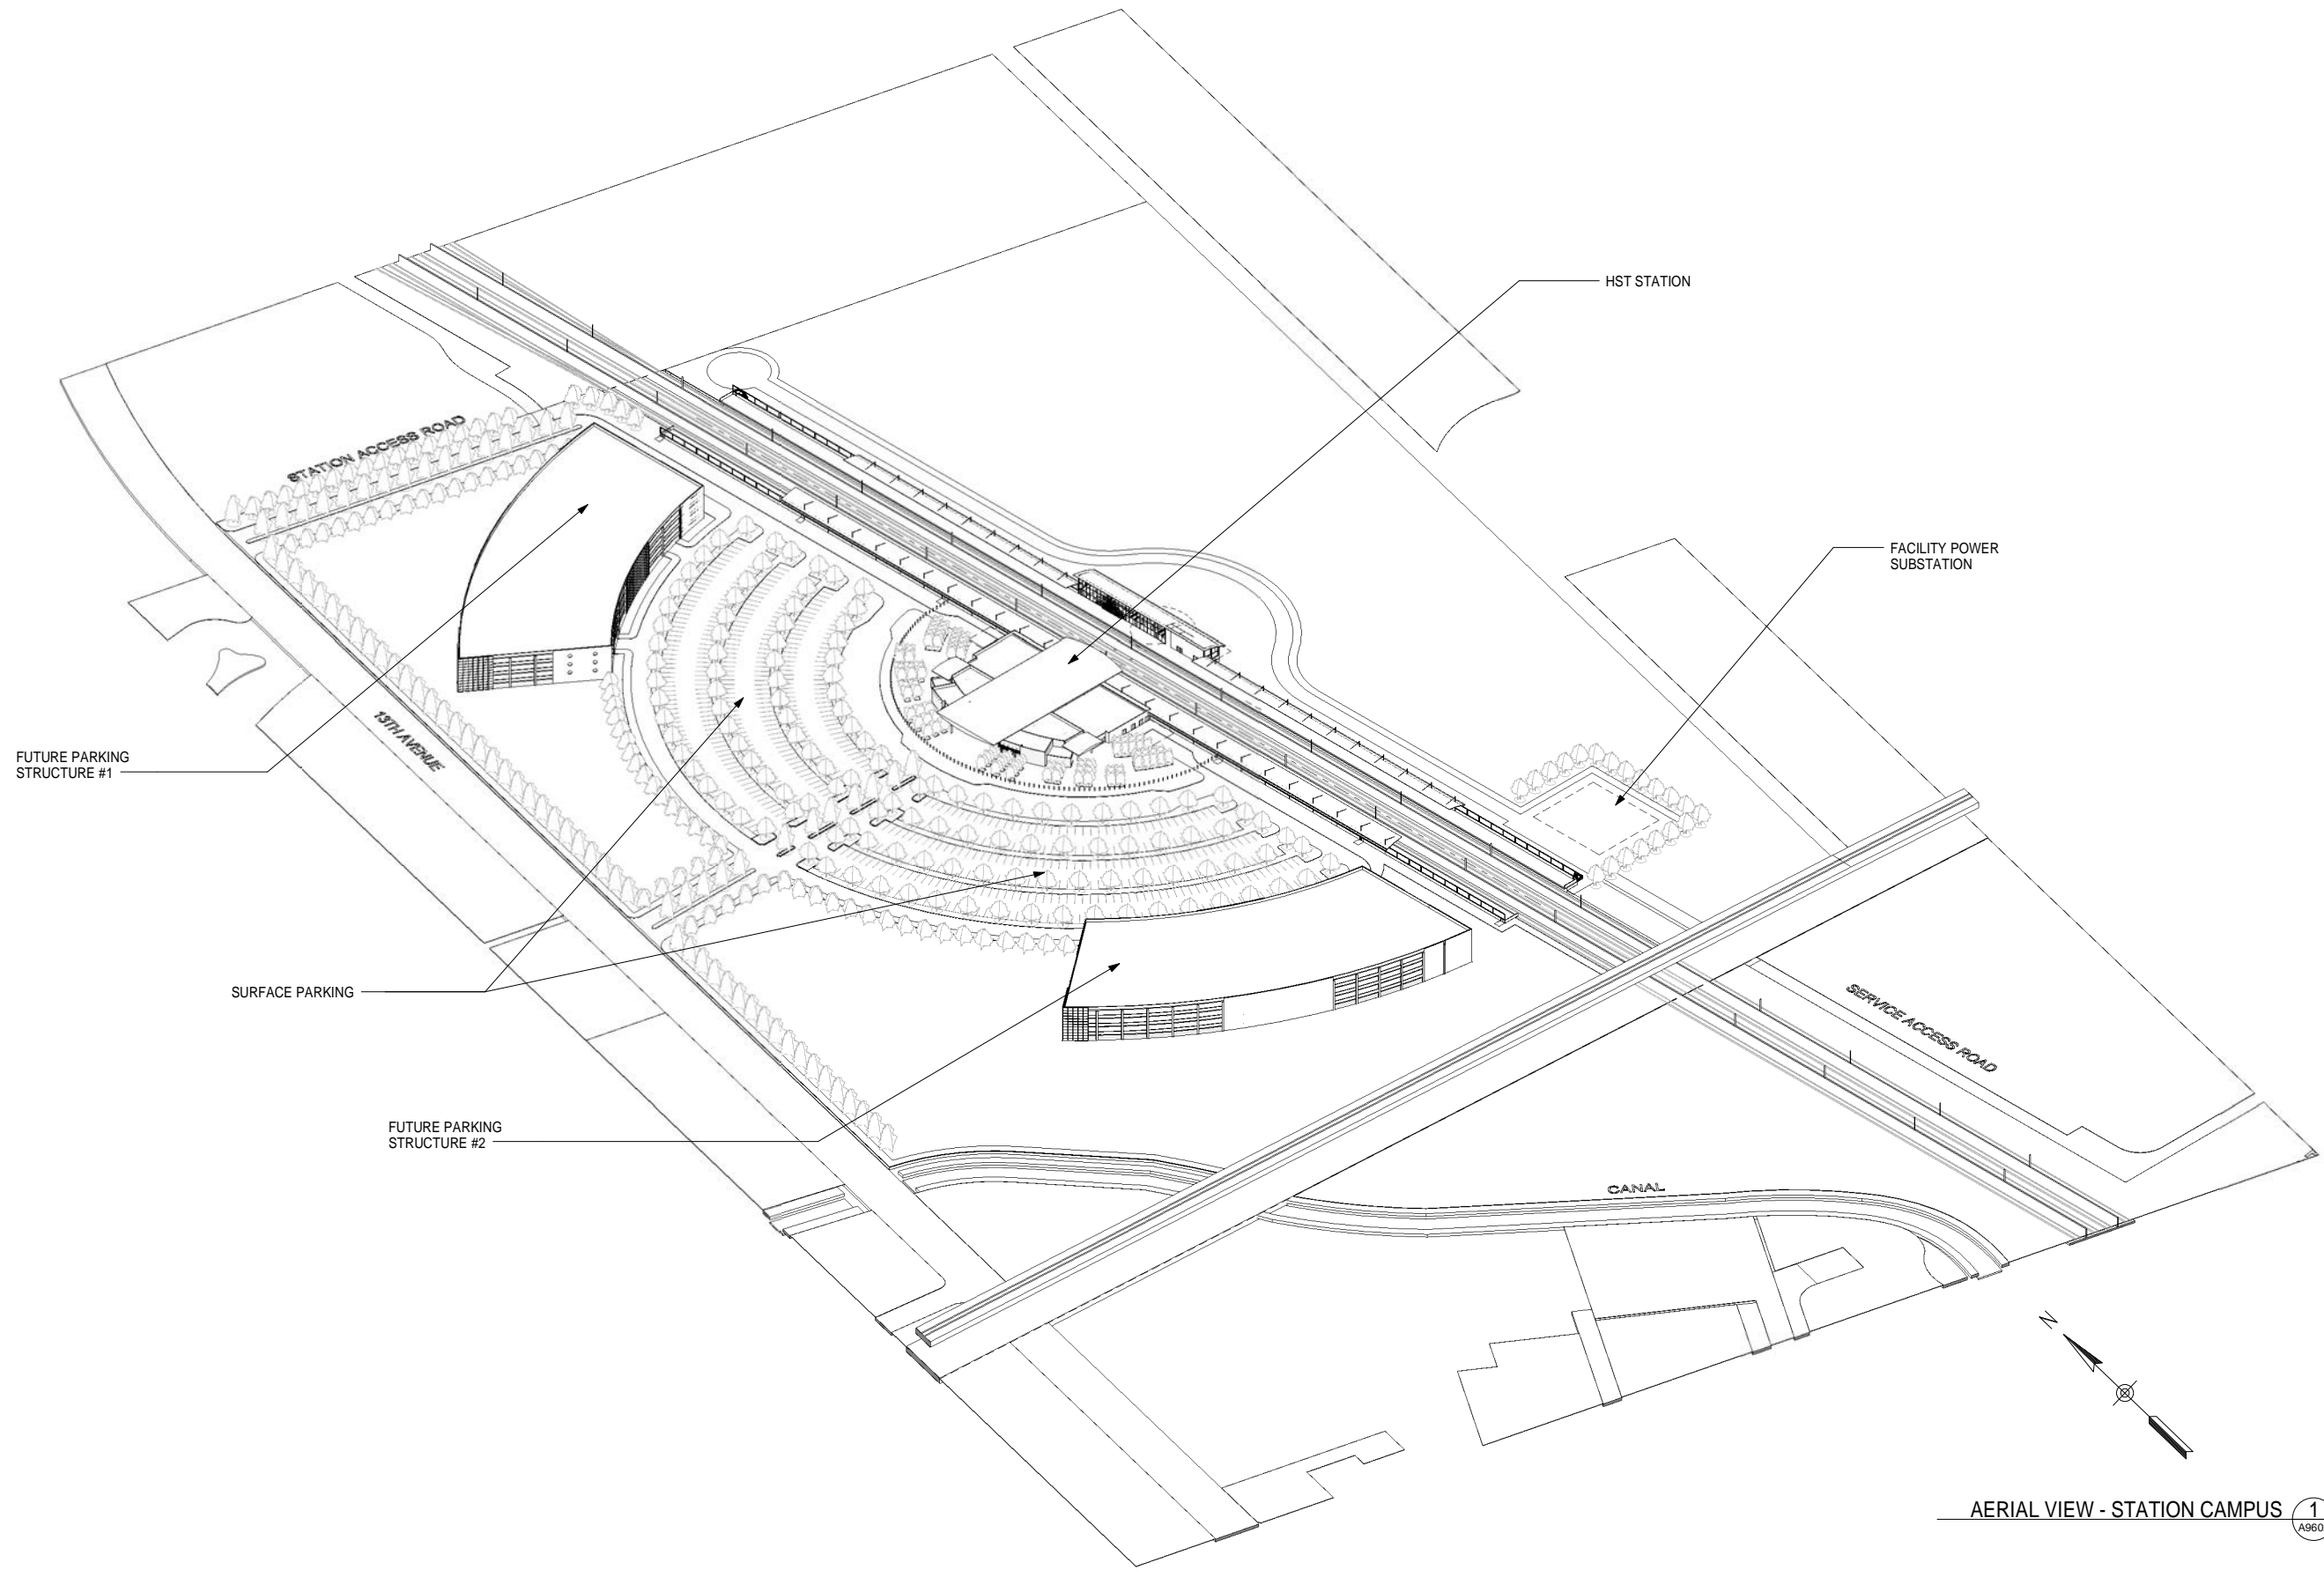 HST STATION
STATION ACCESS ROAD
FACILITY POWER
SUBSTATION
13TH AVENUE
FUTURE PARKING
STRUCTURE #1
SURFACE PARKING
SERVICE ACCESS ROAD
FUTURE PARKING
STRUCTURE #2
CANAL
N
AERIAL VIEW - STATION CAMPUS
1